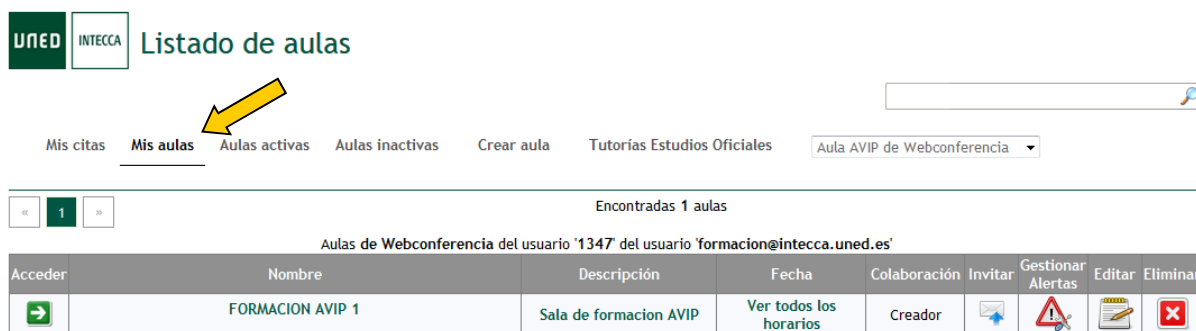 UNED INTECCA Listado de aulas
Mis citas Mis aulas Aulas activas Aulas inactivas Crear aula Tutorías Estudios Oficiales Aula AVIP de Webconferencia
« 1 » Encontradas 1 aulas
Aulas de Webconferencia del usuario '1347' del usuario 'formacion@intecca.uned.es'
Acceder Nombre Descripción Fecha Colaboración Invitar Gestionar Alertas Editar Eliminar
FORMACION AVIP 1 Sala de formacion AVIP Ver todos los horarios Creador